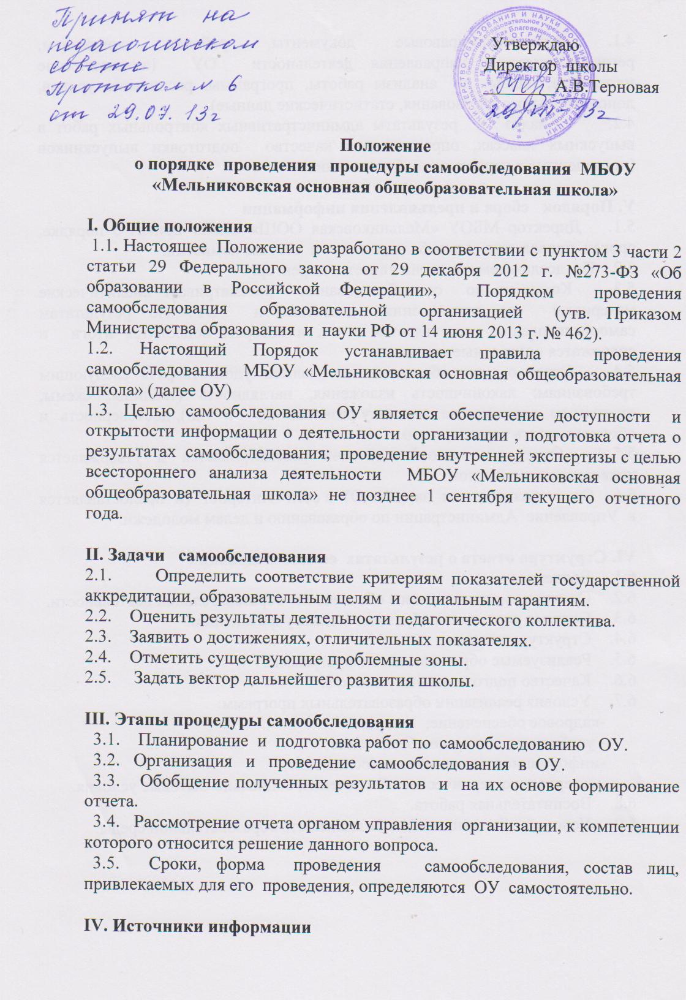 Принят на
педагогическом
совете
протокол № 6
от 29.07.13г
Утверждаю
Директор школы
А.В.Терновая
Положение
о порядке проведения процедуры самообследования МБОУ
«Мельниковская основная общеобразовательная школа»
I. Общие положения
1.1. Настоящее Положение разработано в соответствии с пунктом 3 части 2
статьи 29 Федерального закона от 29 декабря 2012 г. №273-ФЗ «Об
образовании в Российской Федерации», Порядком проведения
самообследования образовательной организацией (утв. Приказом
Министерства образования и науки РФ от 14 июня 2013 г. № 462).
1.2. Настоящий Порядок устанавливает правила проведения
самообследования МБОУ «Мельниковская основная общеобразовательная
школа» (далее ОУ)
1.3. Целью самообследования ОУ является обеспечение доступности и
открытости информации о деятельности организации , подготовка отчета о
результатах самообследования; проведение внутренней экспертизы с целью
всестороннего анализа деятельности МБОУ «Мельниковская основная
общеобразовательная школа» не позднее 1 сентября текущего отчетного
года.
II. Задачи самообследования
2.1. Определить соответствие критериям показателей государственной
аккредитации, образовательным целям и социальным гарантиям.
2.2. Оценить результаты деятельности педагогического коллектива.
2.3. Заявить о достижениях, отличительных показателях.
2.4. Отметить существующие проблемные зоны.
2.5. Задать вектор дальнейшего развития школы.
III. Этапы процедуры самообследования
3.1. Планирование и подготовка работ по самообследованию ОУ.
3.2. Организация и проведение самообследования в ОУ.
3.3. Обобщение полученных результатов и на их основе формирование
отчета.
3.4. Рассмотрение отчета органом управления организации, к компетенции
которого относится решение данного вопроса.
3.5. Сроки, форма проведения самообследования, состав лиц,
привлекаемых для его проведения, определяются ОУ самостоятельно.
IV. Источники информации